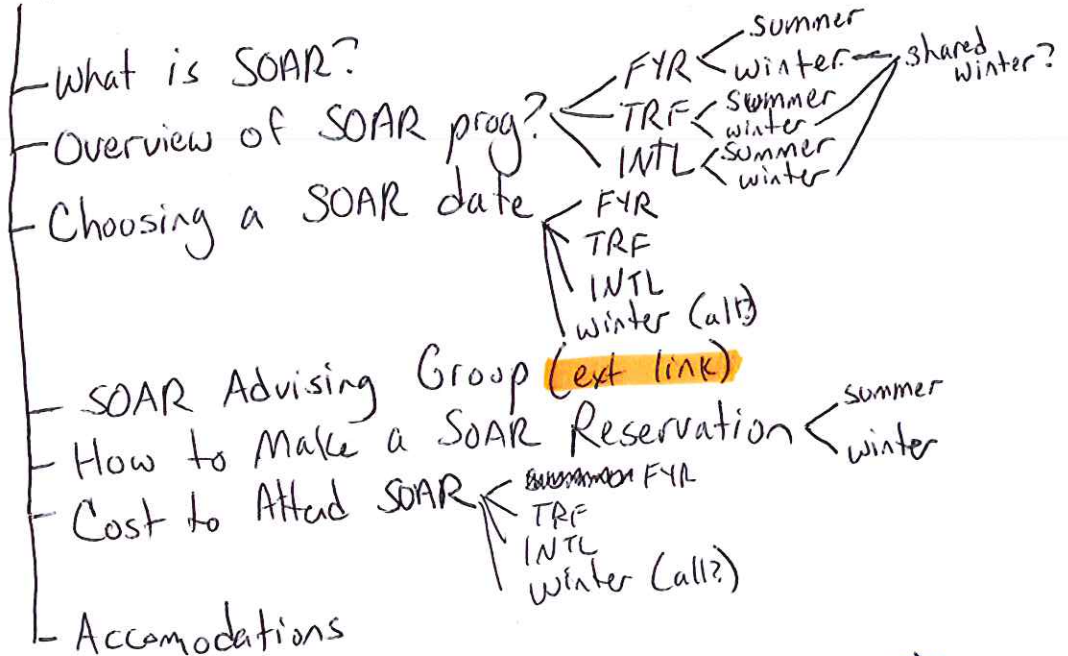 What is SOAR?
Overview of SOAR prog?
FYR
summer
winter
TRF
summer
winter
INTL
summer
winter
shared
winter?
Choosing a SOAR date
FYR
TRF
INTL
winter (all?)
SOAR Advising Group (ext link)
How to Make a SOAR Reservation
summer
winter
Cost to Attend SOAR
FYR
TRF
INTL
winter (all?)
Accomodations